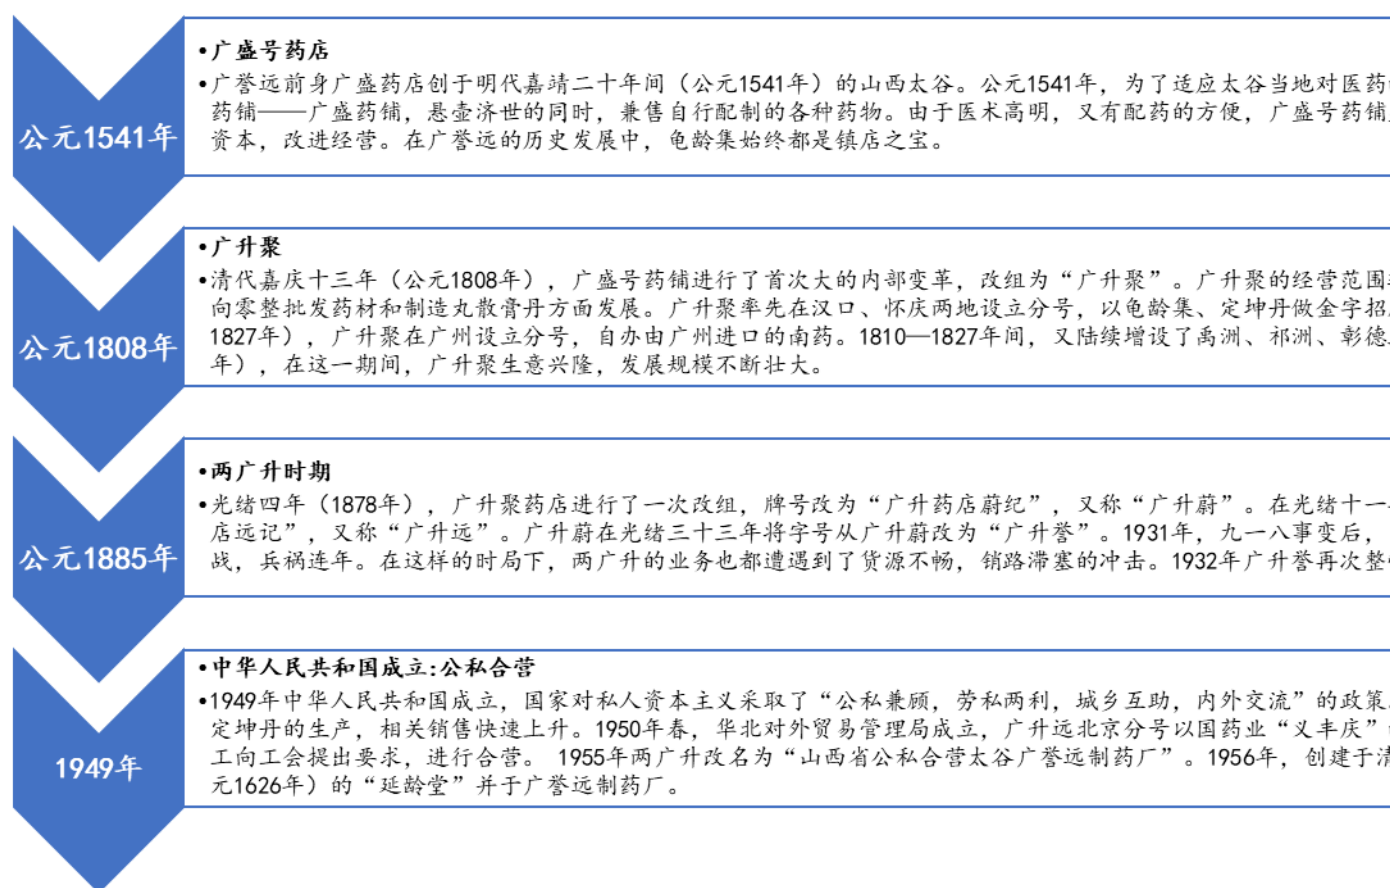 公元1541年
•广盛号药店
•广誉远前身广盛药店创于明代嘉靖二十年间（公元1541年）的山西太谷。公元1541年，为了适应太谷当地对医药
药铺——广盛药铺，悬壶济世的同时，兼售自行配制的各种药物。由于医术高明，又有配药的方便，广盛号药铺
资本，改进经营。在广誉远的历史发展中，龟龄集始终都是镇店之宝。
公元1808年
•广升聚
•清代嘉庆十三年（公元1808年），广盛号药铺进行了首次大的内部变革，改组为“广升聚”。广升聚的经营范围
向零整批发药材和制造丸散膏丹方面发展。广升聚率先在汉口、怀庆两地设立分号，以龟龄集、定坤丹做金字招
1827年），广升聚在广州设立分号，自办由广州进口的南药。1810—1827年间，又陆续增设了禹洲、祁洲、彰德
年），在这一期间，广升聚生意兴隆，发展规模不断壮大。
公元1885年
•两广升时期
•光绪四年（1878年），广升聚药店进行了一次改组，牌号改为“广升药店蔚纪”，又称“广升蔚”。在光绪十一
店远记”，又称“广升远”。广升蔚在光绪三十三年将字号从广升蔚改为“广升誉”。1931年，九一八事变后，
战，兵祸连年。在这样的时局下，两广升的业务也都遭遇到了货源不畅，销路滞塞的冲击。1932年广升誉再次整
1949年
•中华人民共和国成立:公私合营
•1949年中华人民共和国成立，国家对私人资本主义采取了“公私兼顾，劳私两利，城乡互助，内外交流”的政策
定坤丹的生产，相关销售快速上升。1950年春，华北对外贸易管理局成立，广升远北京分号以国药业“义丰庆”
工向工会提出要求，进行合营。 1955年两广升改名为“山西省公私合营太谷广誉远制药厂”。1956年，创建于清
元1626年）的“延龄堂”并于广誉远制药厂。